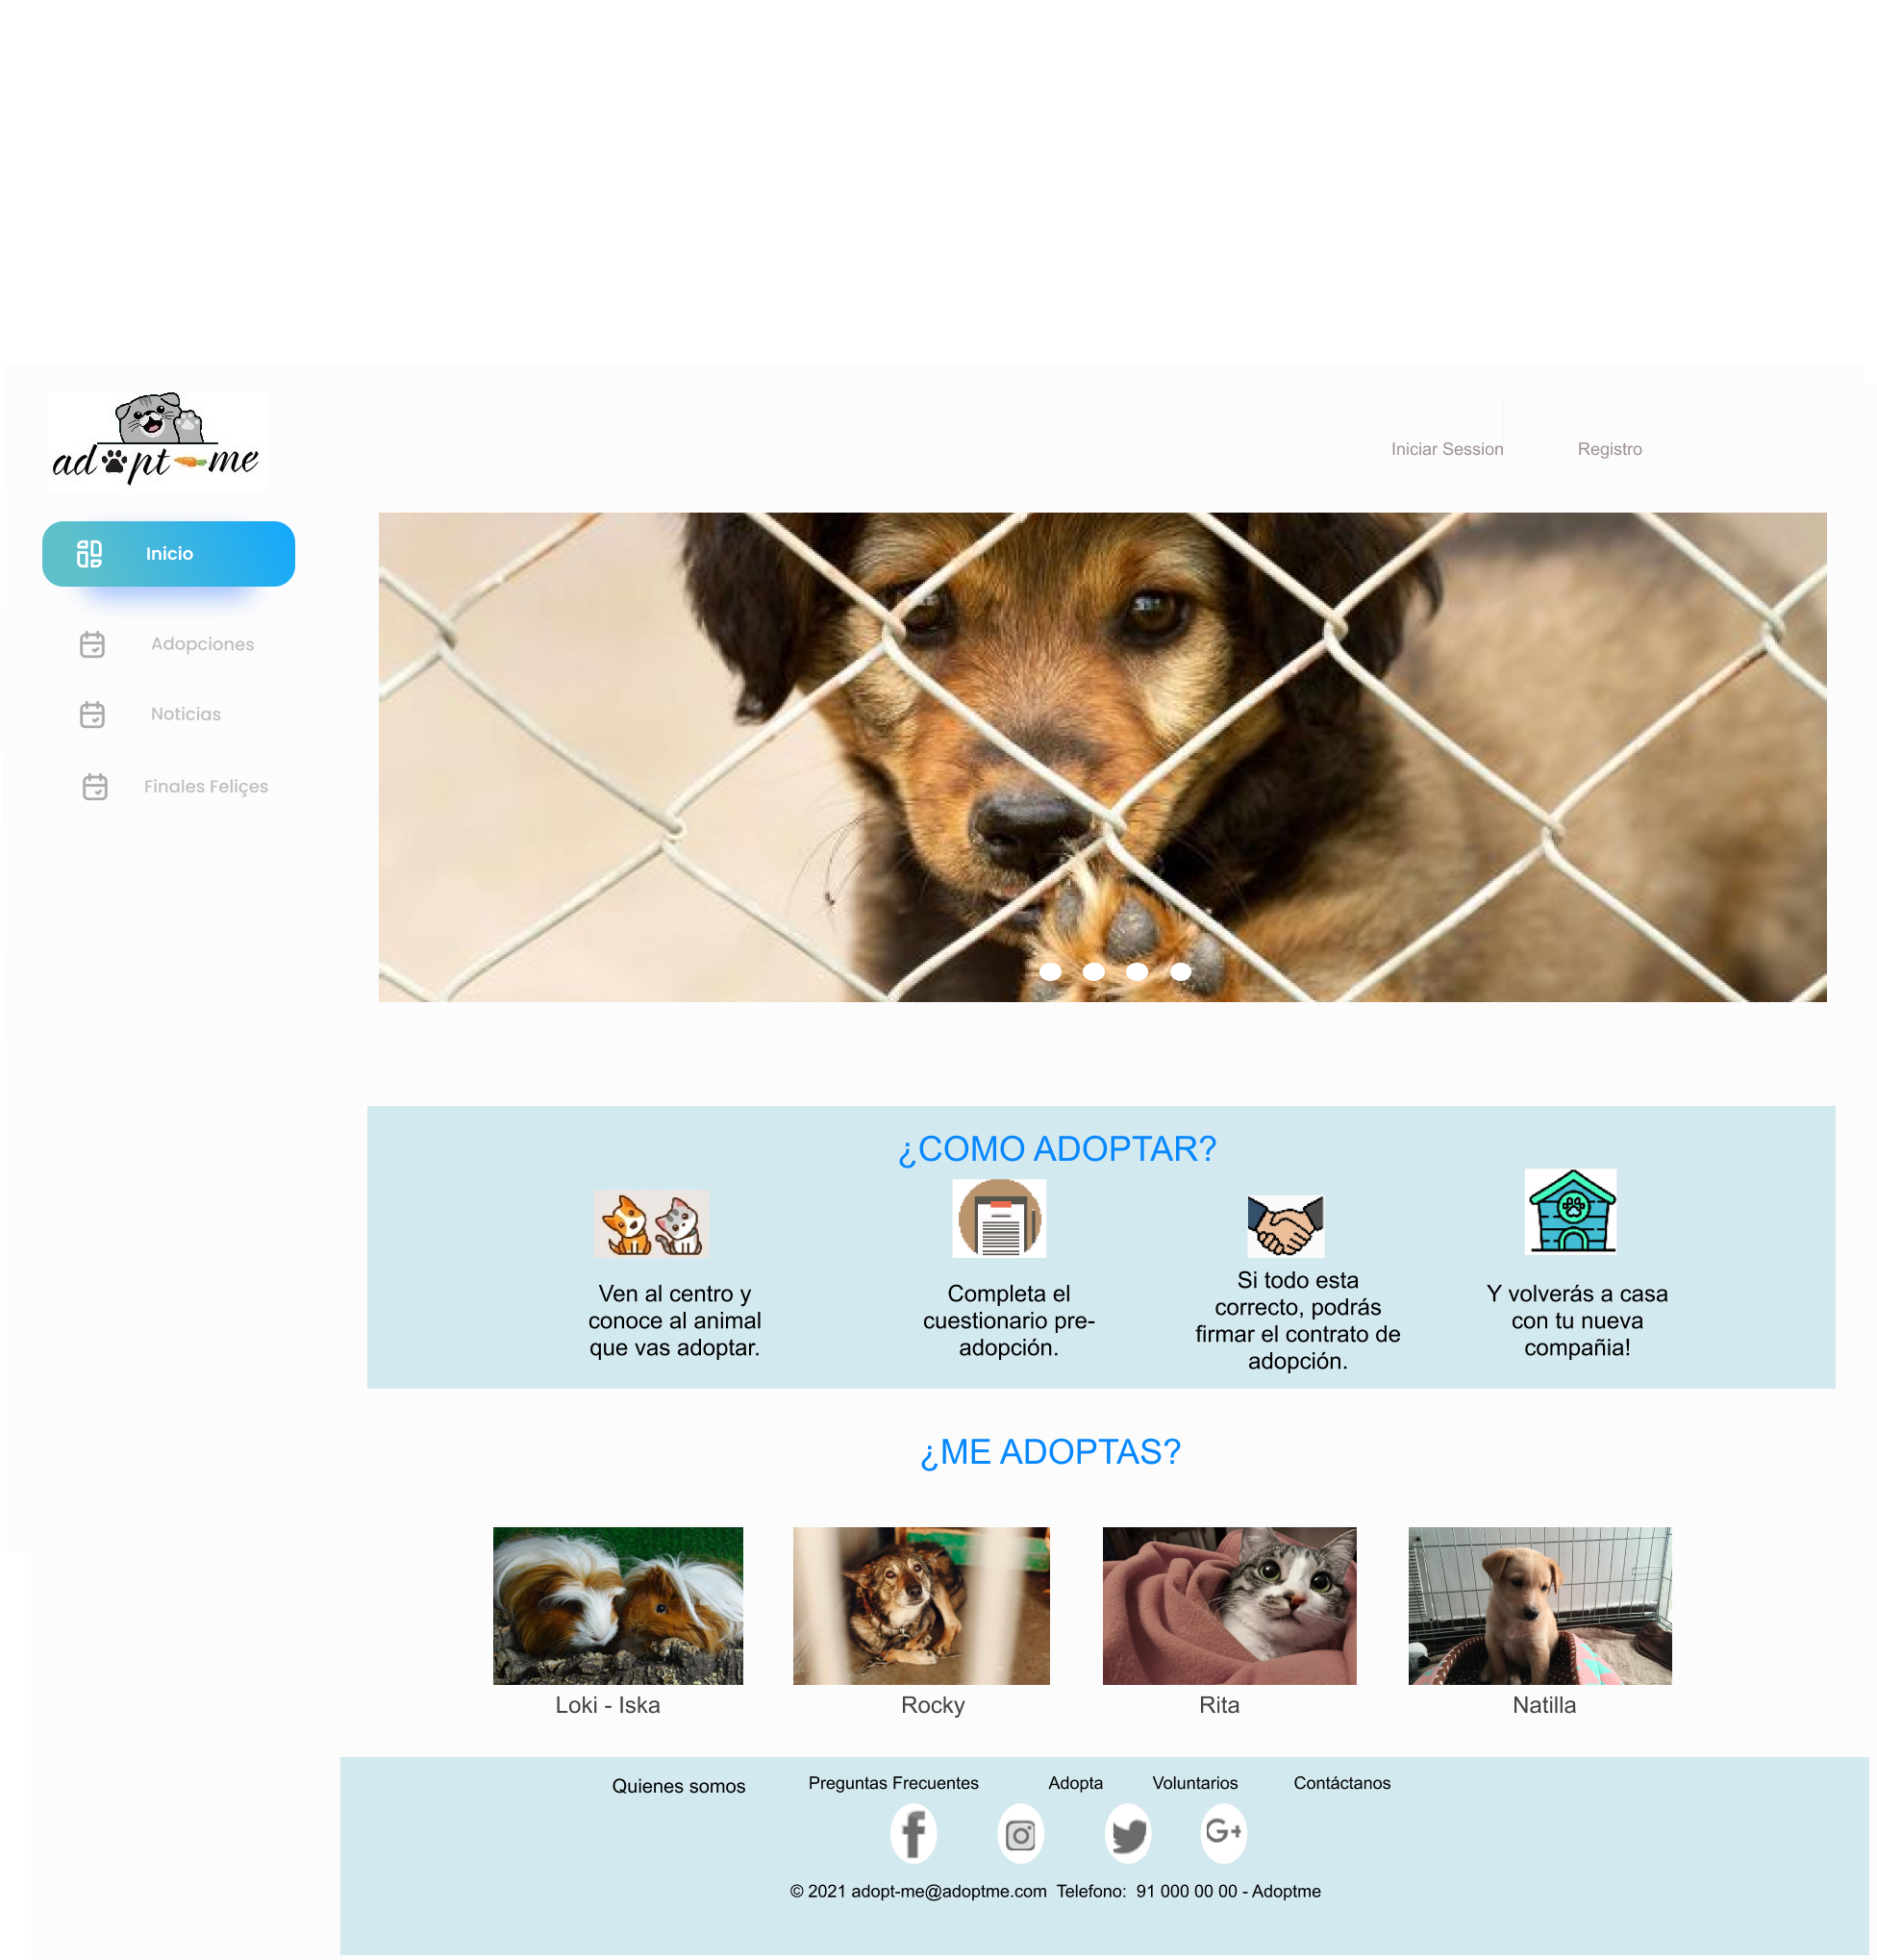 adopt-me
Iniciar Session
Registro
Inicio
Adopciones
Noticias
Finales Feliçes
¿COMO ADOPTAR?
Ven al centro y
conoce al animal
que vas adoptar.
Completa el
cuestionario pre-
adopción.
Si todo esta
correcto, podrás
firmar el contrato de
adopción.
Y volverás a casa
con tu nueva
compañia!
¿ME ADOPTAS?
Loki - Iska
Rocky
Rita
Natilla
Quienes somos
Preguntas Frecuentes
Adopta
Voluntarios
Contáctanos
G+
© 2021 adopt-me@adoptme.com  Telefono:  91 000 00 00 - Adoptme